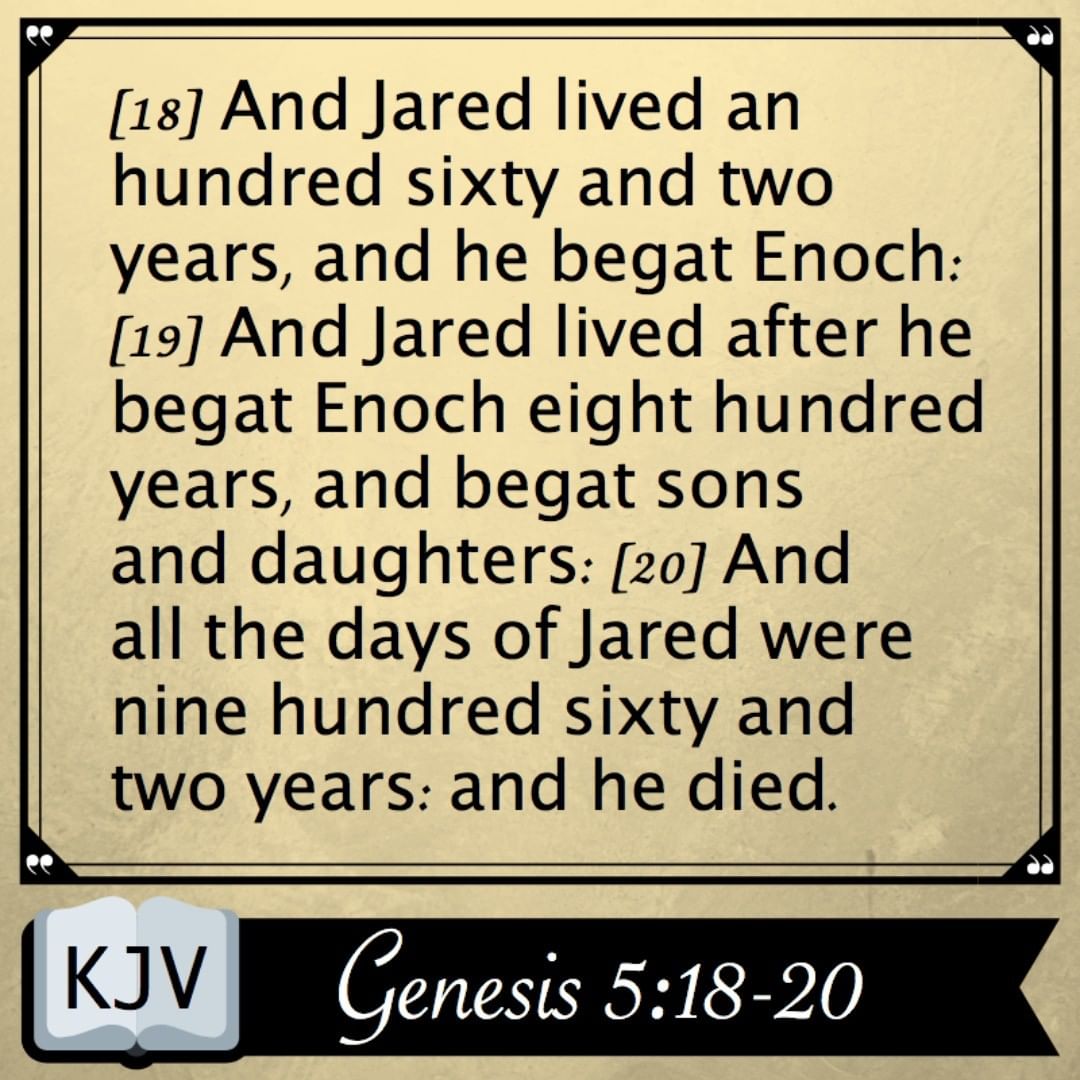 [18] And Jared lived an
hundred sixty and two
years, and he begat Enoch:
[19] And Jared lived after he
begat Enoch eight hundred
years, and begat sons
and daughters: [20] And
all the days of Jared were
nine hundred sixty and
two years: and he died.
KJV
Genesis 5:18-20